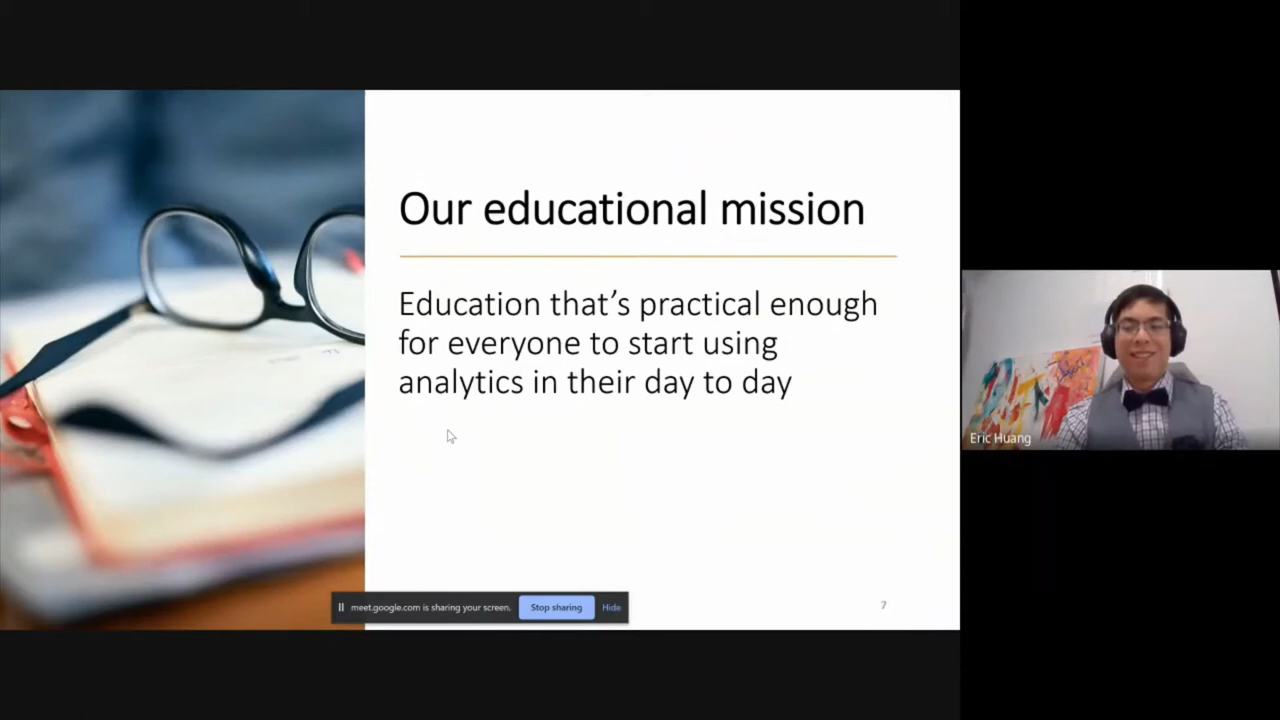 Our educational mission
Education that’s practical enough
for everyone to start using
analytics in their day to day
Eric Huang
meet.google.com is sharing your screen.
Stop sharing
Hide
7